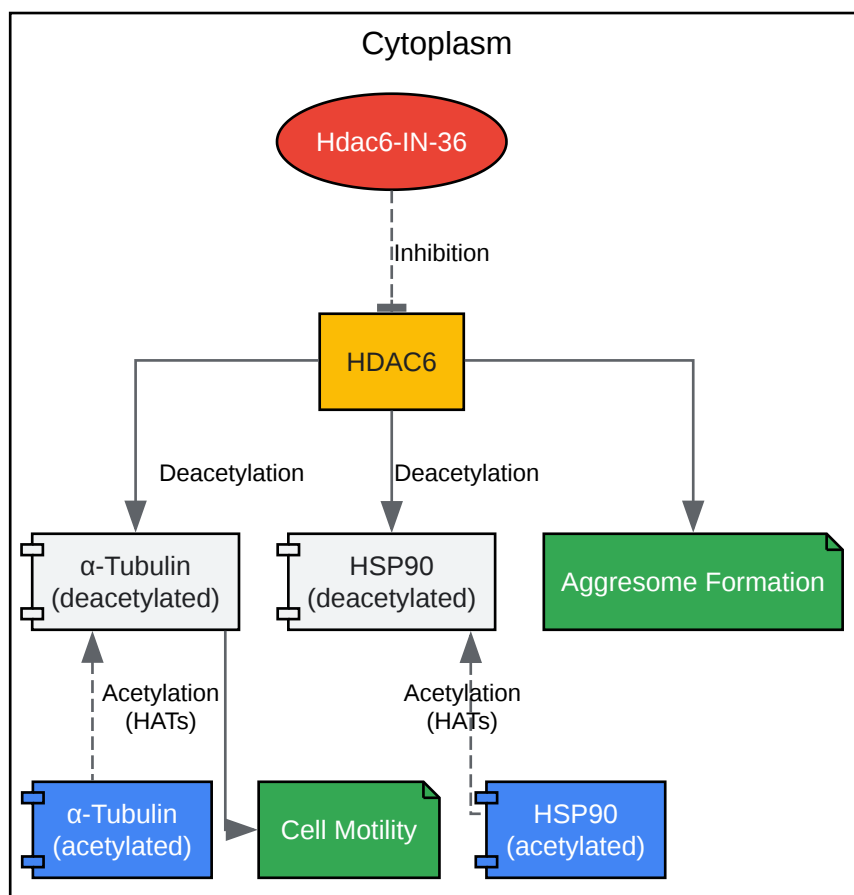 Cytoplasm
Hdac6-IN-36
Inhibition
HDAC6
Deacetylation
Deacetylation
α-Tubulin
(deacetylated)
HSP90
(deacetylated)
Aggresome Formation
Acetylation
(HATs)
Acetylation
(HATs)
α-Tubulin
(acetylated)
Cell Motility
HSP90
(acetylated)